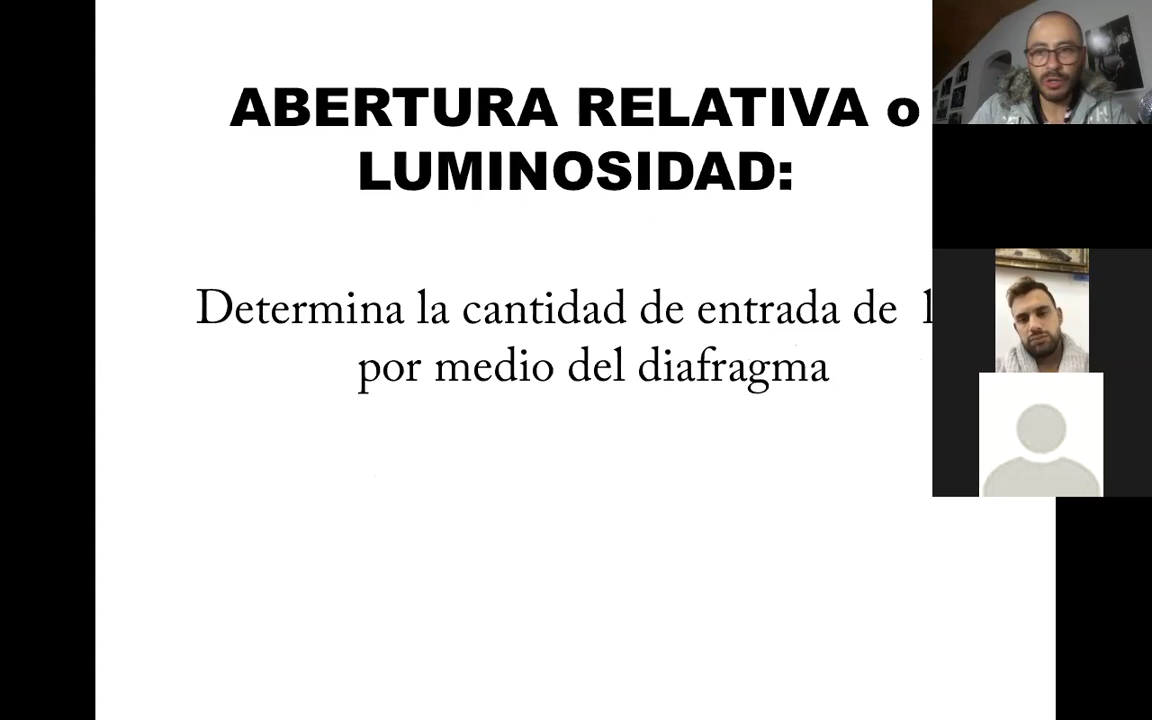 ABERTURA RELATIVA o
LUMINOSIDAD:
Determina la cantidad de entrada de
por medio del diafragma